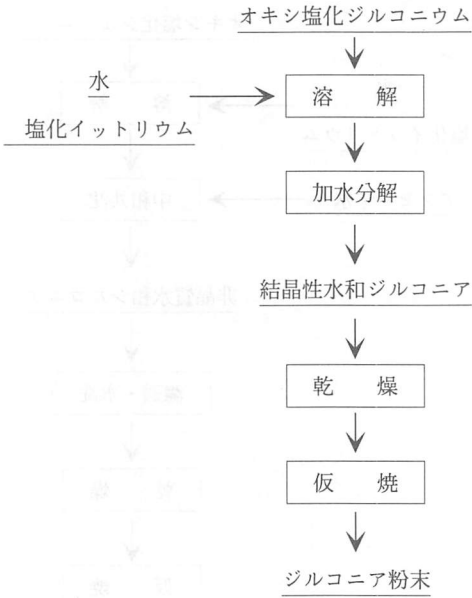 オキシ塩化ジルコニウム
水
溶 解
塩化イットリウム
加水分解
結晶性水和ジルコニア
乾 燥
仮 焼
ジルコニア粉末